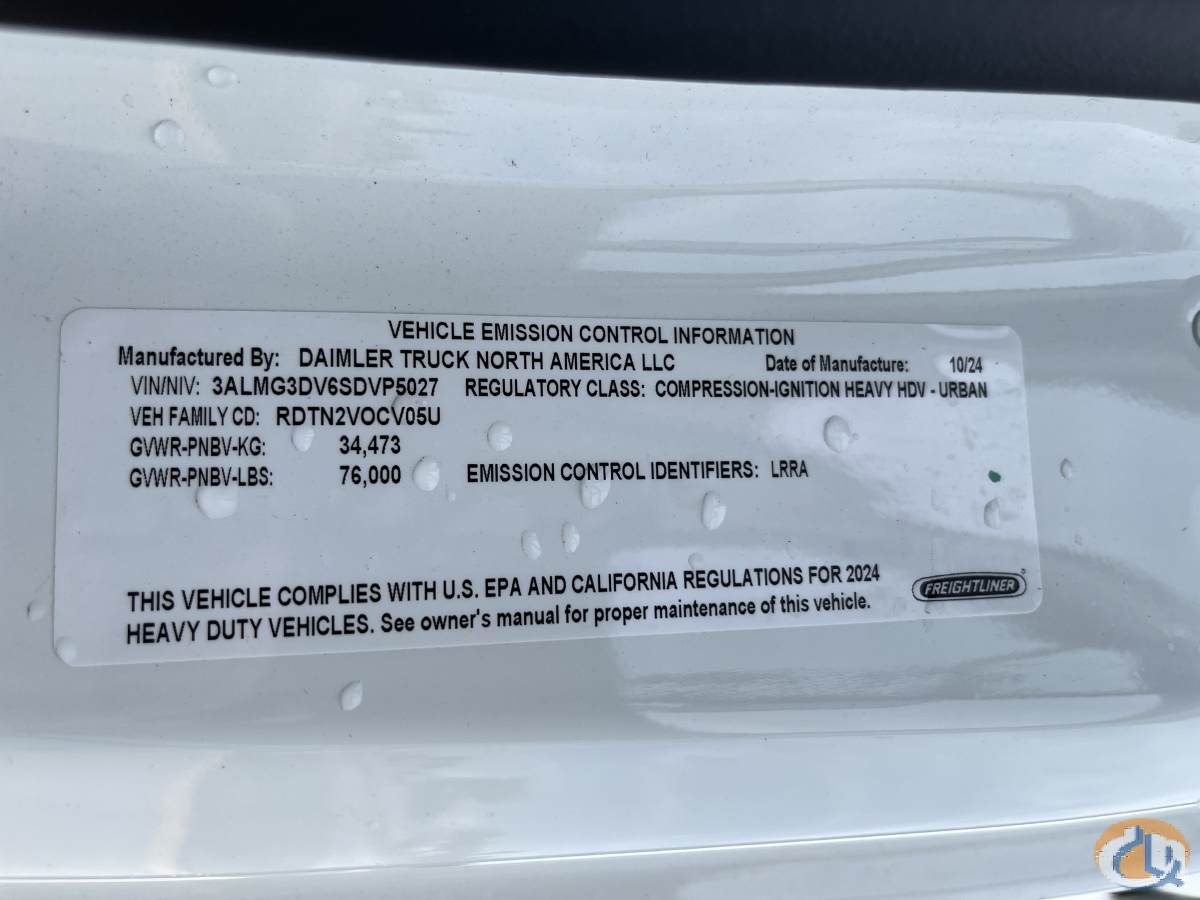 VEHICLE EMISSION CONTROL INFORMATION
Manufactured By: DAIMLER TRUCK NORTH AMERICA LLC Date of Manufacture: 10/24
VIN/NIV: 3ALMG3DV6SDVP5027 REGULATORY CLASS: COMPRESSION-IGNITION HEAVY HDV - URBAN
VEH FAMILY CD: RDTN2VOCV05U
GVWR-PNBV-KG: 34,473
GVWR-PNBV-LBS: 76,000 EMISSION CONTROL IDENTIFIERS: LRRA
THIS VEHICLE COMPLIES WITH U.S. EPA AND CALIFORNIA REGULATIONS FOR 2024
HEAVY DUTY VEHICLES. See owner's manual for proper maintenance of this vehicle.
FREIGHTLINER